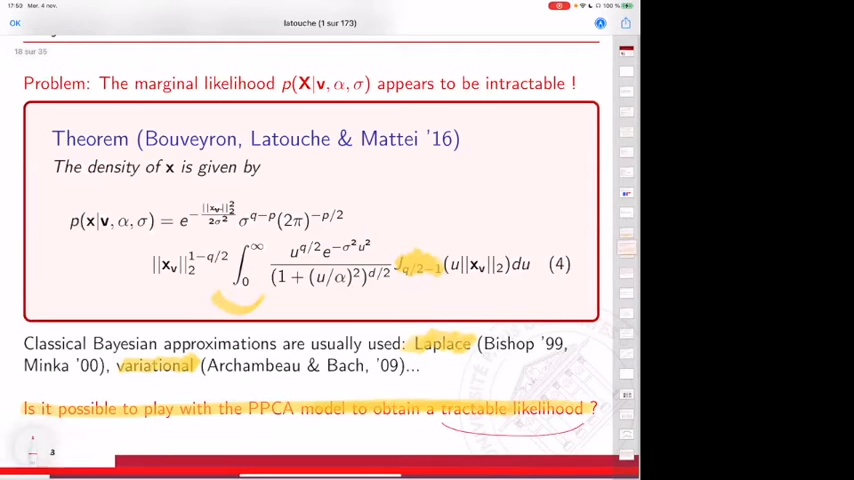 17:53 Mar. 4 nov.
100 %
OK
latouche (1 sur 173)
18 sur 35
Problem: The marginal likelihood p(X|v, α, σ) appears to be intractable !
Theorem (Bouveyron, Latouche & Mattei '16)
The density of x is given by
p(x|v, α, σ) = e^{-\frac{||x_v||_2^2}{2σ^2}} σ^{q-p}(2π)^{-p/2}
||x_v||_2^{1-q/2} ∫_0^∞ \frac{u^{q/2} e^{-σ^2u^2}}{(1 + (u/α)^2)^{d/2}} J_{q/2-1}(u||x_v||_2)du (4)
Classical Bayesian approximations are usually used: Laplace (Bishop '99,
Minka '00), variational (Archambeau & Bach, '09)...
Is it possible to play with the PPCA model to obtain a tractable likelihood ?